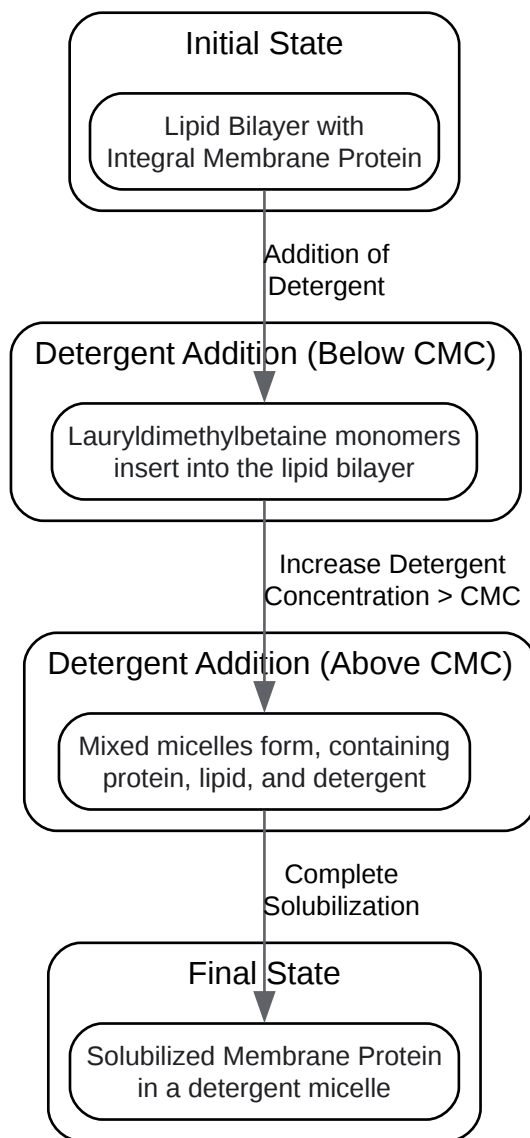 Initial State
Lipid Bilayer with
Integral Membrane Protein
Addition of
Detergent
Detergent Addition (Below CMC)
Lauryldimethylbetaine monomers
insert into the lipid bilayer
Increase Detergent
Concentration > CMC
Detergent Addition (Above CMC)
Mixed micelles form, containing
protein, lipid, and detergent
Complete
Solubilization
Final State
Solubilized Membrane Protein
in a detergent micelle